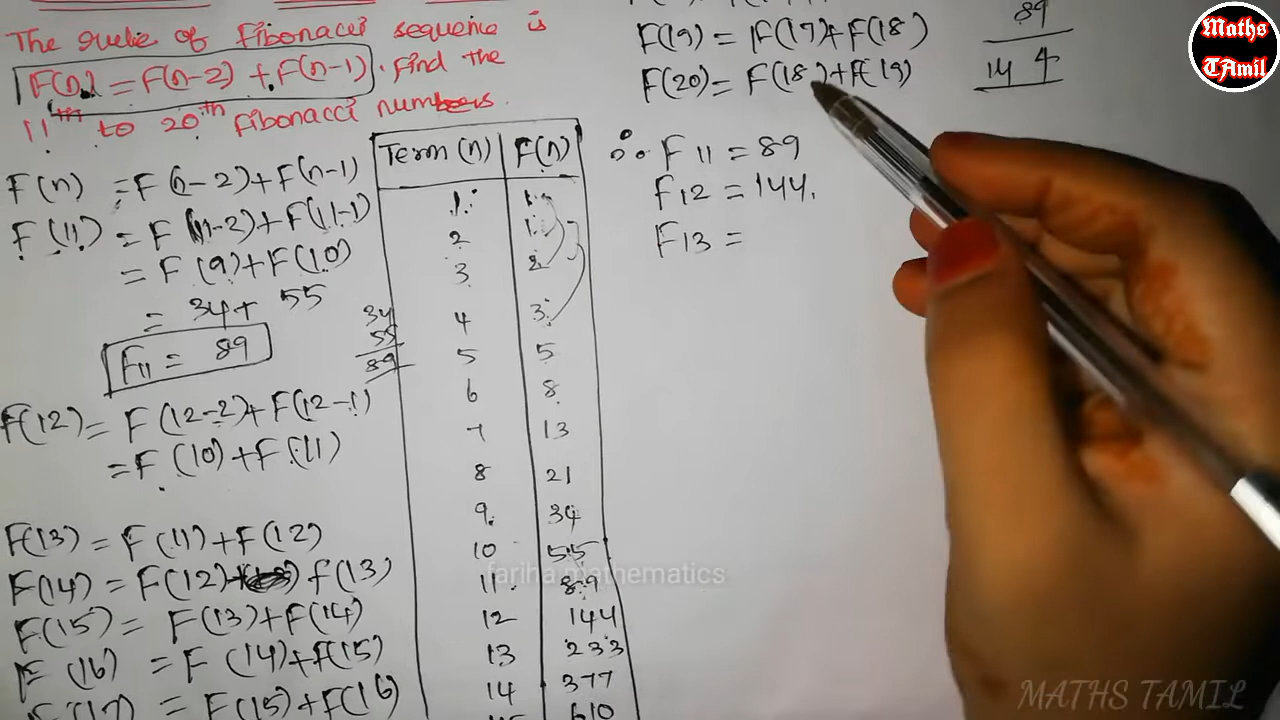 The rule of Fibonacci sequence is
F(n) = F(n-2) + F(n-1). Find the
11th to 20th Fibonacci numbers.
F(n) = F(n-2)+F(n-1)
F(11) = F(11-2)+F(11-1)
= F(9)+F(10)
= 34+ 55
F11 = 89
34
55
89
F(12) = F(12-2)+F(12-1)
= F(10)+F(11)
F(13) = F(11)+F(12)
F(14) = F(12)+ f(13)
F(15) = F(13)+F(14)
F(16) = F(14)+f(15)
F(17) = F(15)+F(16)
Term (n) F(n)
1. 1.
2 1.
3 2
4 3.
5 5
6 8
7 13
8 21
9. 34
10 55
11. 89
12 144
13 233
14 377
15 610
F(19) = F(17)+F(18)
F(20) = F(18)+F(19)
89
14 4
∴ F11 = 89
F12 = 144.
F13 =
Maths
TAmil
fariha mathematics
MATHS TAMIL